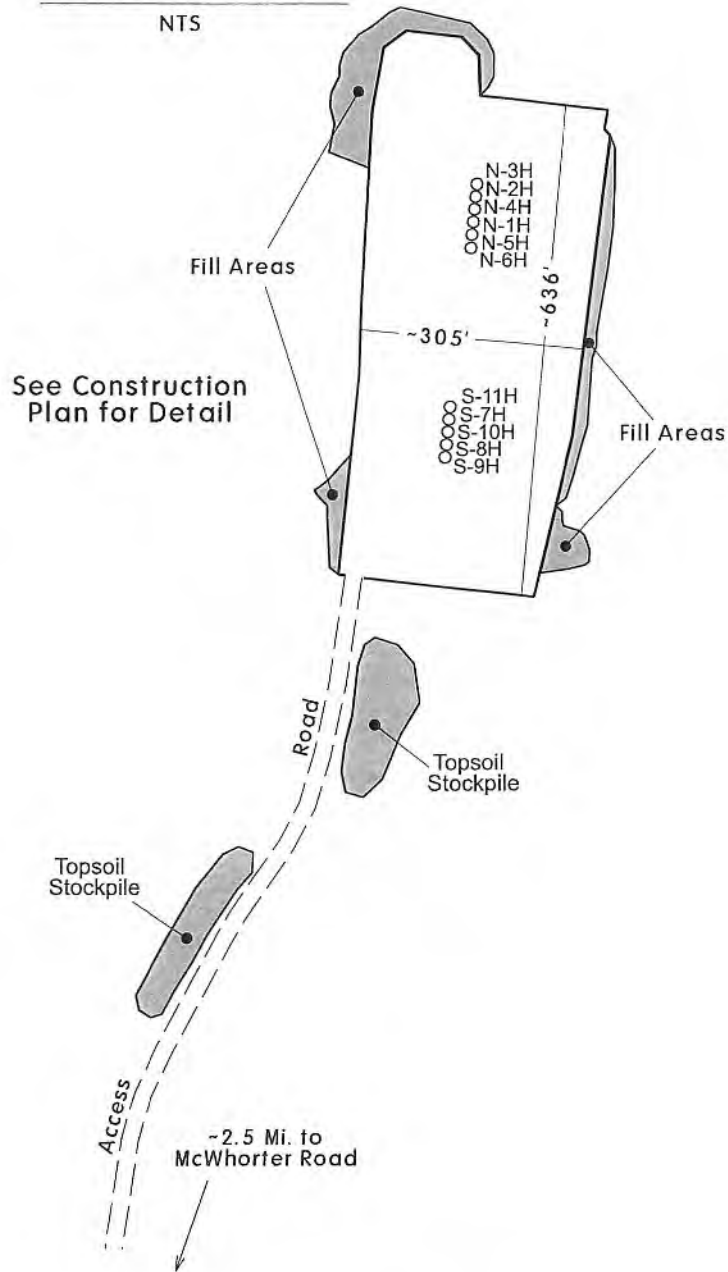 NTS
N-3H
N-2H
N-4H
N-1H
N-5H
N-6H
Fill Areas
~636'
~305'
See Construction
Plan for Detail
S-11H
S-7H
S-10H
S-8H
S-9H
Fill Areas
Road
Topsoil
Stockpile
Topsoil
Stockpile
Access
~2.5 Mi. to
McWhorter Road